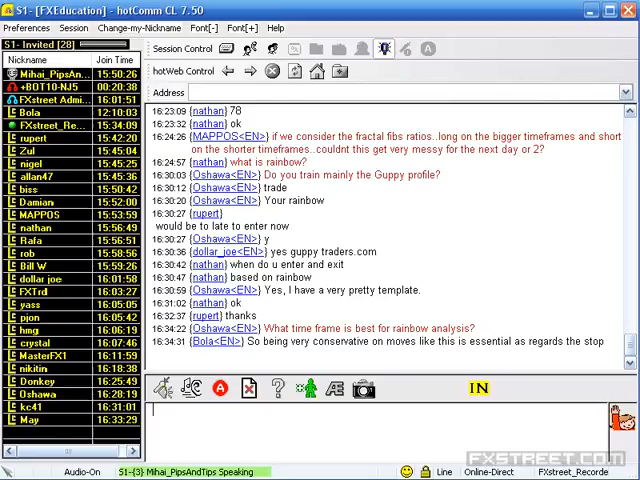 S1- [FXEducation] - hotComm CL 7.50
Preferences Session Change-my-Nickname Font[-] Font[+] Help
S1- Invited [28]
Nickname Join Time
Mihai_PipsAn... 15:50:26
+BOT10-NJ5 00:20:38
FXstreet Admi... 16:01:51
Bola 12:10:03
FXstreet_Re... 15:34:09
rupert 15:42:20
Zul 15:45:04
nigel 15:45:25
allan47 15:45:36
biss 15:50:42
Damian 15:52:00
MAPPOS 15:53:59
nathan 15:56:49
Rafa 15:56:51
rob 15:58:56
Bill W 15:59:26
dollar joe 16:01:58
FXTrd 16:03:27
yass 16:05:05
pjon 16:05:27
hmg 16:06:19
crystal 16:07:46
MasterFX1 16:11:59
nikitin 16:18:38
Donkey 16:25:49
Oshawa 16:28:19
kc41 16:31:01
May 16:33:29
Session Control
hotWeb Control
Address
16:23:09 {nathan} 78
16:23:32 {nathan} ok
16:24:26 {MAPPOS<EN>} if we consider the fractal fibs ratios..long on the bigger timeframes and short
on the shorter timeframes..couldnt this get very messy for the next day or 2?
16:24:57 {nathan} what is rainbow?
16:30:03 {Oshawa<EN>} Do you train mainly the Guppy profile?
16:30:12 {Oshawa<EN>} trade
16:30:20 {Oshawa<EN>} Your rainbow
16:30:27 {rupert}
would be to late to enter now
16:30:27 {Oshawa<EN>} y
16:30:36 {dollar_joe<EN>} yes guppy traders.com
16:30:42 {nathan} when do u enter and exit
16:30:47 {nathan} based on rainbow
16:30:59 {Oshawa<EN>} Yes, I have a very pretty template.
16:31:02 {nathan} ok
16:32:37 {rupert} thanks
16:34:22 {Oshawa<EN>} What time frame is best for rainbow analysis?
16:34:31 {Bola<EN>} So being very conservative on moves like this is essential as regards the stop
IN
FXSTREET.COM
Audio-On S1-{3} Mihai_PipsAndTips Speaking Line Online-Direct FXstreet_Recorde